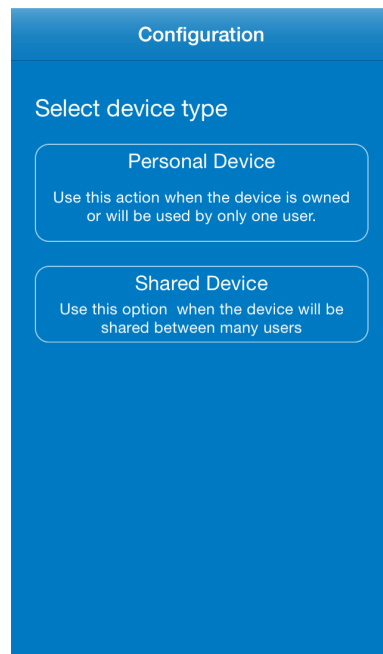 Configuration
Select device type
Personal Device
Use this action when the device is owned
or will be used by only one user.
Shared Device
Use this option  when the device will be
shared between many users